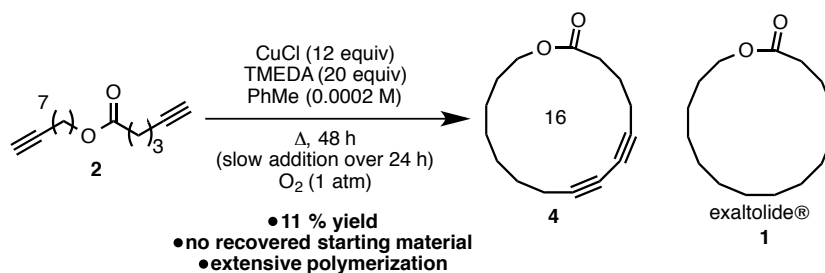 7
O
O
3
2
CuCl (12 equiv)
TMEDA (20 equiv)
PhMe (0.0002 M)
Δ, 48 h
(slow addition over 24 h)
O₂ (1 atm)
●11 % yield
●no recovered starting material
●extensive polymerization
O
O
16
4
O
O
exaltolide®
1